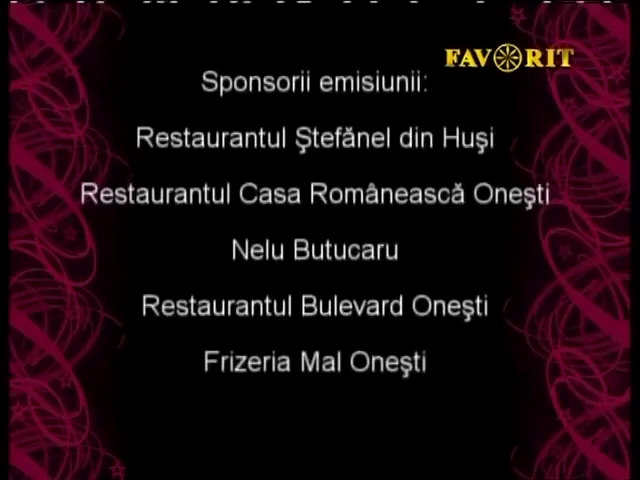 FAVORIT
Sponsorii emisiunii:
Restaurantul Ştefănel din Huşi
Restaurantul Casa Românească Oneşti
Nelu Butucaru
Restaurantul Bulevard Oneşti
Frizeria Mal Oneşti